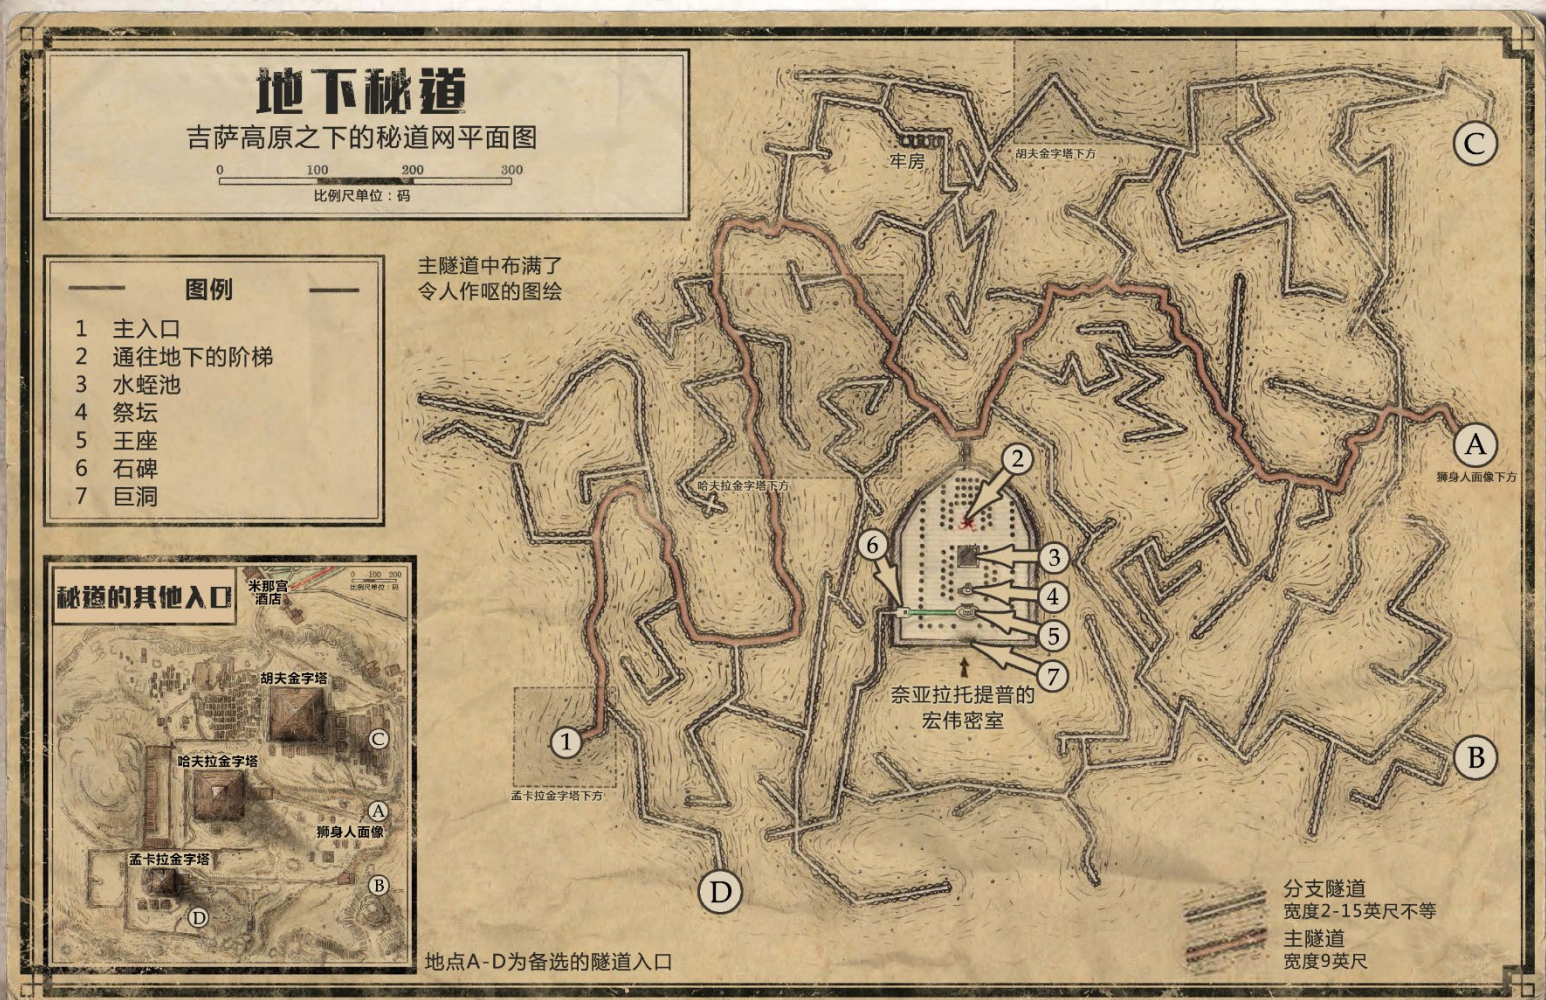 地下秘道
吉萨高原之下的秘道网平面图
0 100 200 300
比例尺单位：码
图例
1 主入口
2 通往地下的阶梯
3 水蛭池
4 祭坛
5 王座
6 石碑
7 巨洞
主隧道中布满了
令人作呕的图绘
牢房
胡夫金字塔下方
C
A
狮身人面像下方
哈夫拉金字塔下方
2
6
3
4
5
7
奈亚拉托提普的
宏伟密室
1
孟卡拉金字塔下方
B
D
秘道的其他入口
米那宫
酒店
0 100 200
比例尺单位：码
胡夫金字塔
C
哈夫拉金字塔
A
狮身人面像
孟卡拉金字塔
B
D
地点A-D为备选的隧道入口
分支隧道
宽度2-15英尺不等
主隧道
宽度9英尺